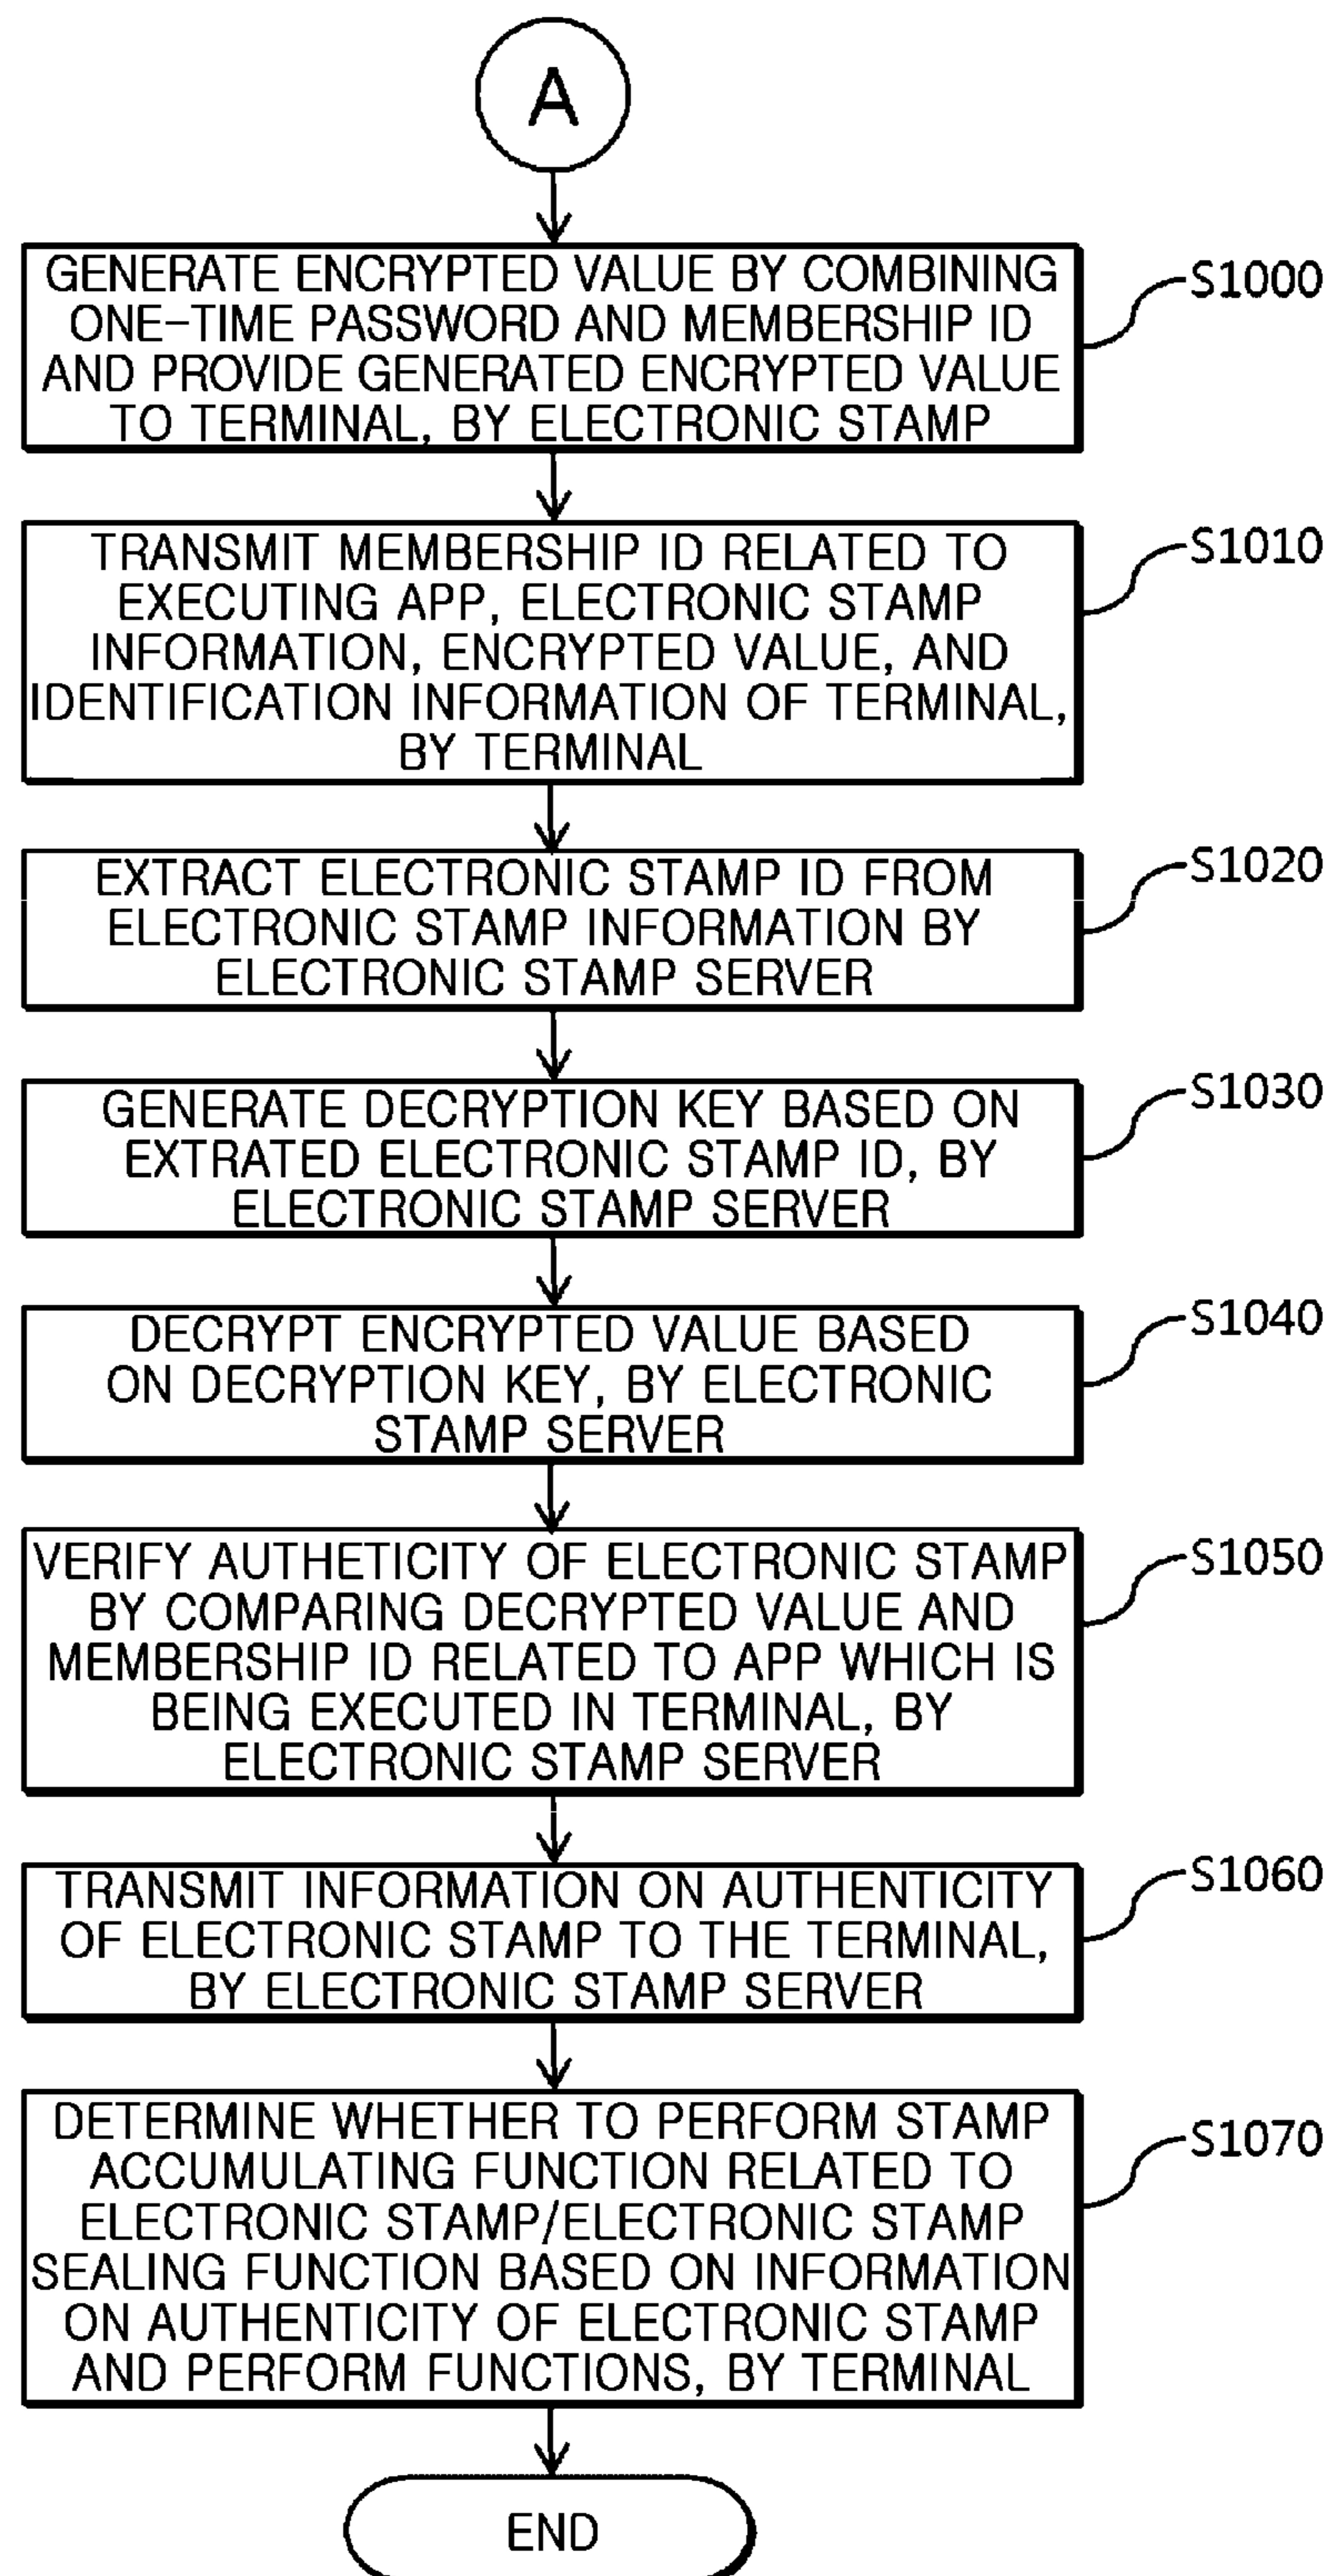 A
GENERATE ENCRYPTED VALUE BY COMBINING
ONE-TIME PASSWORD AND MEMBERSHIP ID
AND PROVIDE GENERATED ENCRYPTED VALUE
TO TERMINAL, BY ELECTRONIC STAMP
S1000
TRANSMIT MEMBERSHIP ID RELATED TO
EXECUTING APP, ELECTRONIC STAMP
INFORMATION, ENCRYPTED VALUE, AND
IDENTIFICATION INFORMATION OF TERMINAL,
BY TERMINAL
S1010
EXTRACT ELECTRONIC STAMP ID FROM
ELECTRONIC STAMP INFORMATION BY
ELECTRONIC STAMP SERVER
S1020
GENERATE DECRYPTION KEY BASED ON
EXTRATED ELECTRONIC STAMP ID, BY
ELECTRONIC STAMP SERVER
S1030
DECRYPT ENCRYPTED VALUE BASED
ON DECRYPTION KEY, BY ELECTRONIC
STAMP SERVER
S1040
VERIFY AUTHETICITY OF ELECTRONIC STAMP
BY COMPARING DECRYPTED VALUE AND
MEMBERSHIP ID RELATED TO APP WHICH IS
BEING EXECUTED IN TERMINAL, BY
ELECTRONIC STAMP SERVER
S1050
TRANSMIT INFORMATION ON AUTHENTICITY
OF ELECTRONIC STAMP TO THE TERMINAL,
BY ELECTRONIC STAMP SERVER
S1060
DETERMINE WHETHER TO PERFORM STAMP
ACCUMULATING FUNCTION RELATED TO
ELECTRONIC STAMP/ELECTRONIC STAMP
SEALING FUNCTION BASED ON INFORMATION
ON AUTHENTICITY OF ELECTRONIC STAMP
AND PERFORM FUNCTIONS, BY TERMINAL
S1070
END